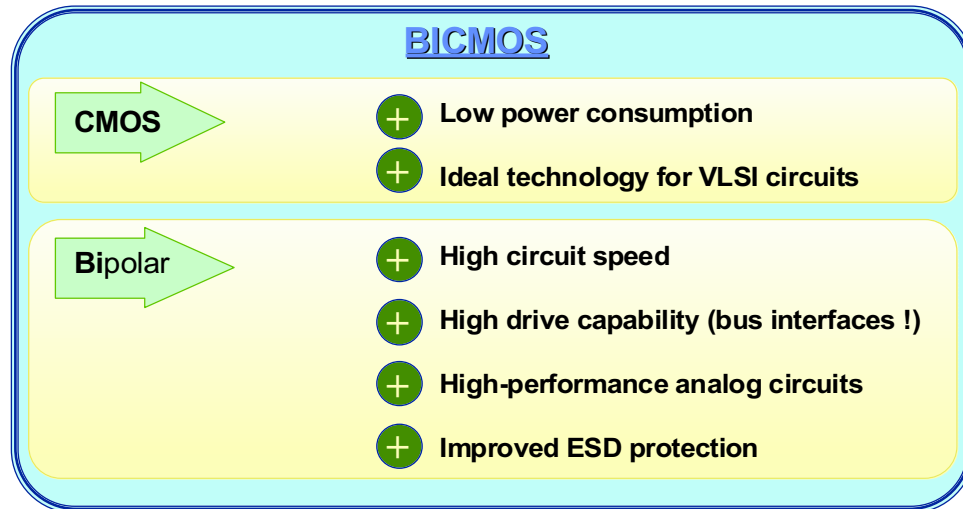 BICMOS
CMOS
+ Low power consumption
+ Ideal technology for VLSI circuits
Bipolar
+ High circuit speed
+ High drive capability (bus interfaces !)
+ High-performance analog circuits
+ Improved ESD protection